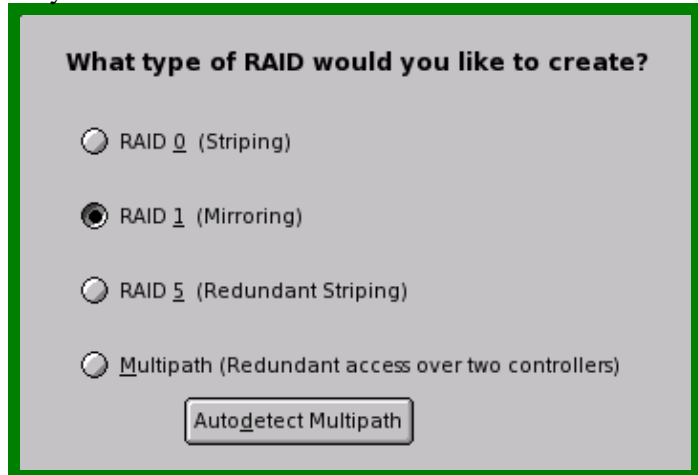 What type of RAID would you like to create?
RAID 0 (Striping)
RAID 1 (Mirroring)
RAID 5 (Redundant Striping)
Multipath (Redundant access over two controllers)
Autodetect Multipath